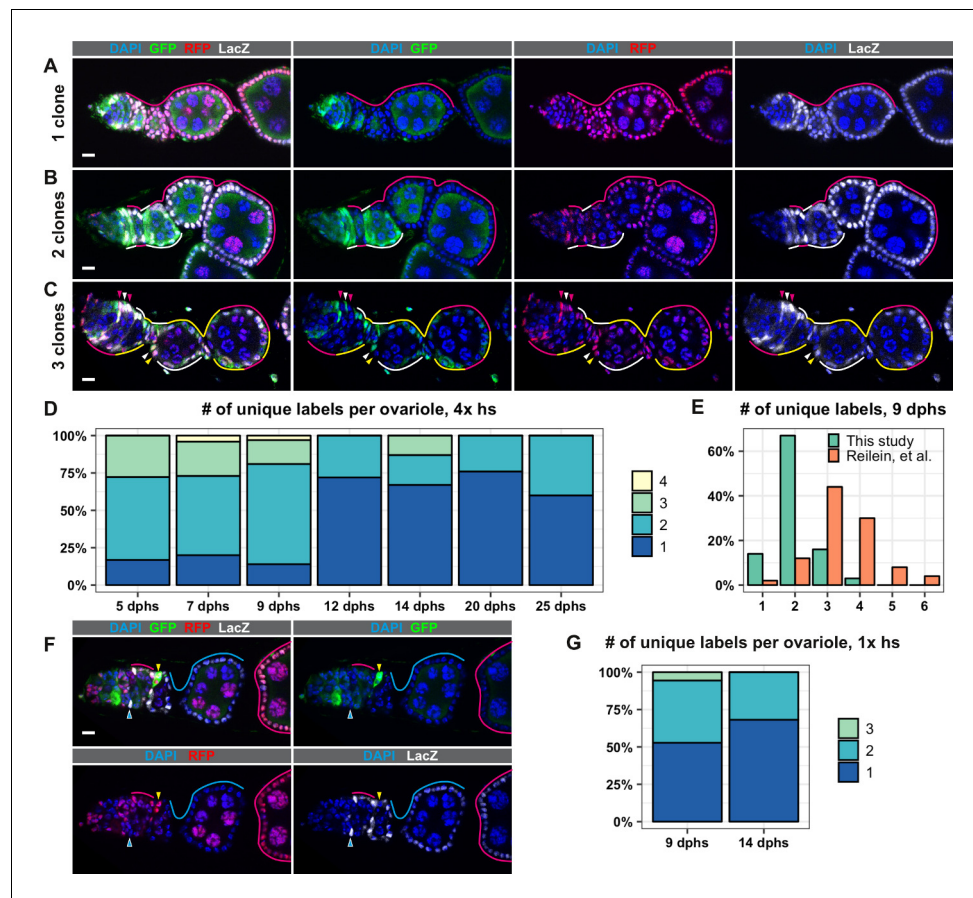 DAPI GFP RFP LacZ
DAPI GFP
DAPI RFP
DAPI LacZ
A
1 clone
B
2 clones
C
3 clones
D
# of unique labels per ovariole, 4x hs
100%
75%
50%
25%
0%
5 dphs
7 dphs
9 dphs
12 dphs
14 dphs
20 dphs
25 dphs
4
3
2
1
E
# of unique labels, 9 dphs
This study
Reilein, et al.
60%
40%
20%
0%
1
2
3
4
5
6
F
DAPI GFP RFP LacZ
DAPI GFP
DAPI RFP
DAPI LacZ
G
# of unique labels per ovariole, 1x hs
100%
75%
50%
25%
0%
9 dphs
14 dphs
3
2
1